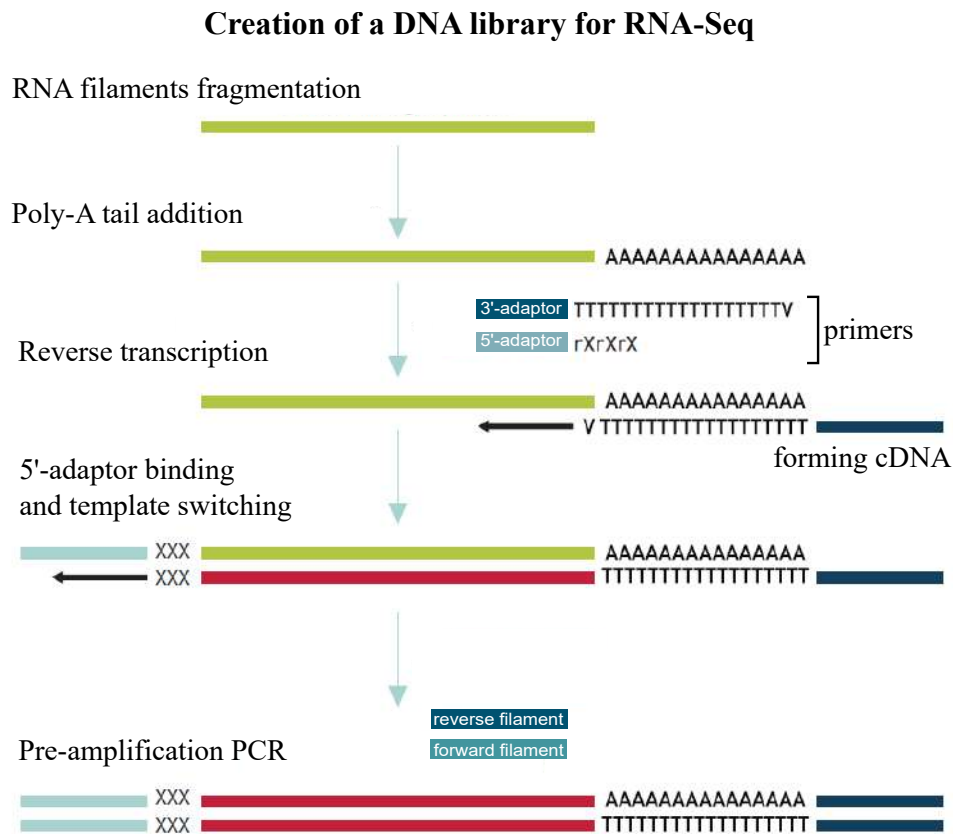 Creation of a DNA library for RNA-Seq
RNA filaments fragmentation
Poly-A tail addition
AAAAAAAAAAAAAAA
3'-adaptor TTTTTTTTTTTTTTTTTTTV
5'-adaptor rXrXrX
primers
Reverse transcription
AAAAAAAAAAAAAAA
VTTTTTTTTTTTTTTTTTT
forming cDNA
5'-adaptor binding
and template switching
XXX AAAAAAAAAAAAAAA
XXX TTTTTTTTTTTTTTTTTT
reverse filament
forward filament
Pre-amplification PCR
XXX AAAAAAAAAAAAAAA
XXX TTTTTTTTTTTTTTTTTT